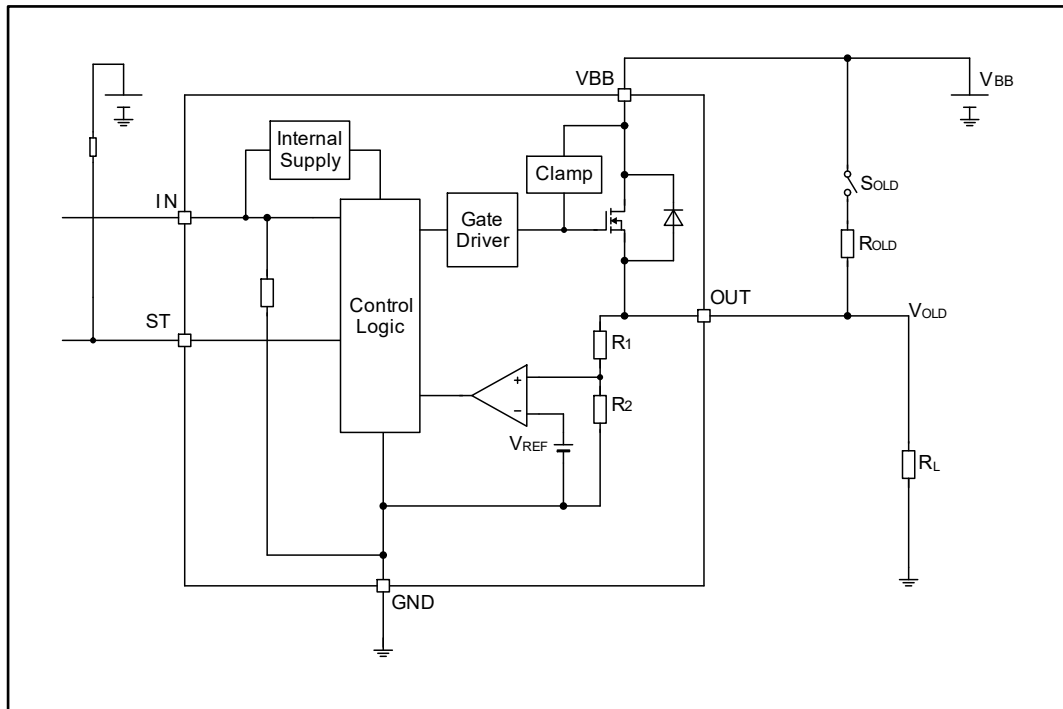 VBB
VBB
Internal
Supply
Clamp
SOLD
IN
Gate
Driver
ROLD
Control
Logic
OUT
VOLD
ST
R1
+
R2
−
VREF
RL
GND